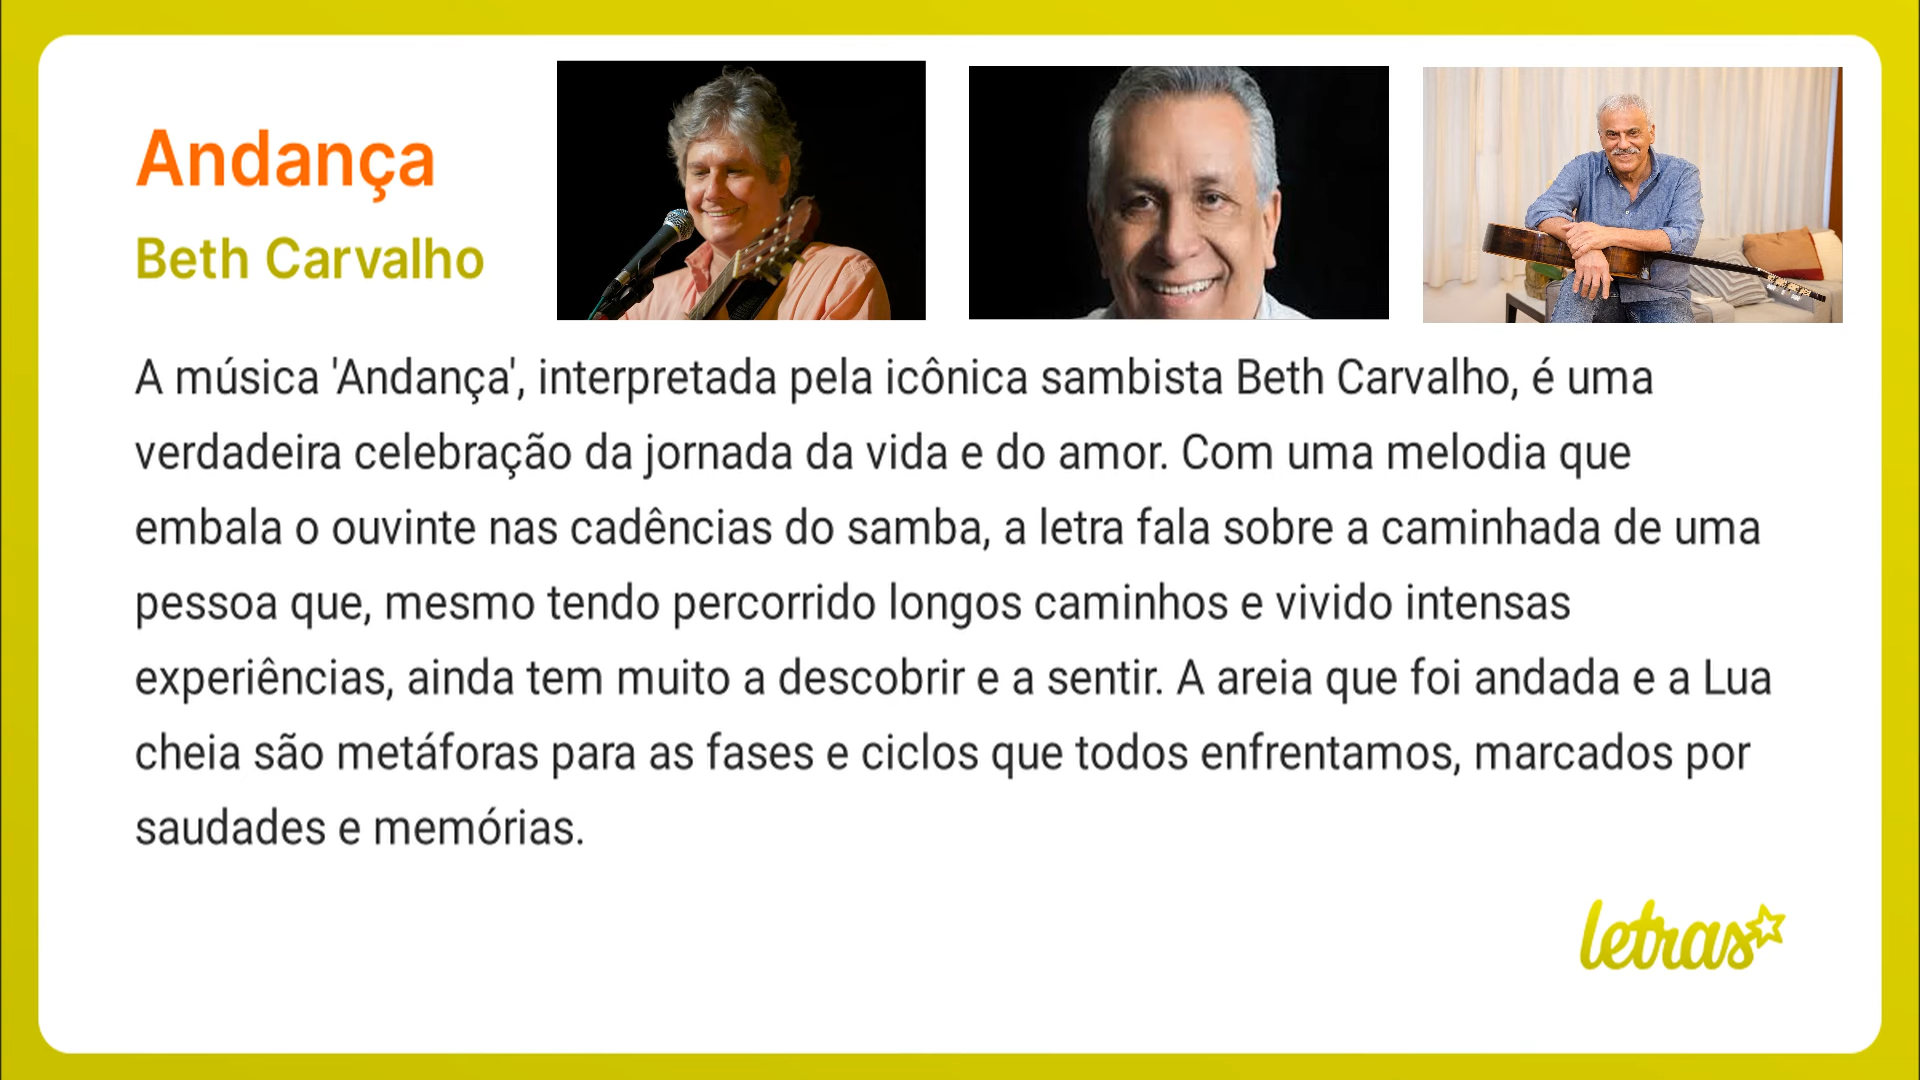 Andança
Beth Carvalho
A música 'Andança', interpretada pela icônica sambista Beth Carvalho, é uma
verdadeira celebração da jornada da vida e do amor. Com uma melodia que
embala o ouvinte nas cadências do samba, a letra fala sobre a caminhada de uma
pessoa que, mesmo tendo percorrido longos caminhos e vivido intensas
experiências, ainda tem muito a descobrir e a sentir. A areia que foi andada e a Lua
cheia são metáforas para as fases e ciclos que todos enfrentamos, marcados por
saudades e memórias.
letras